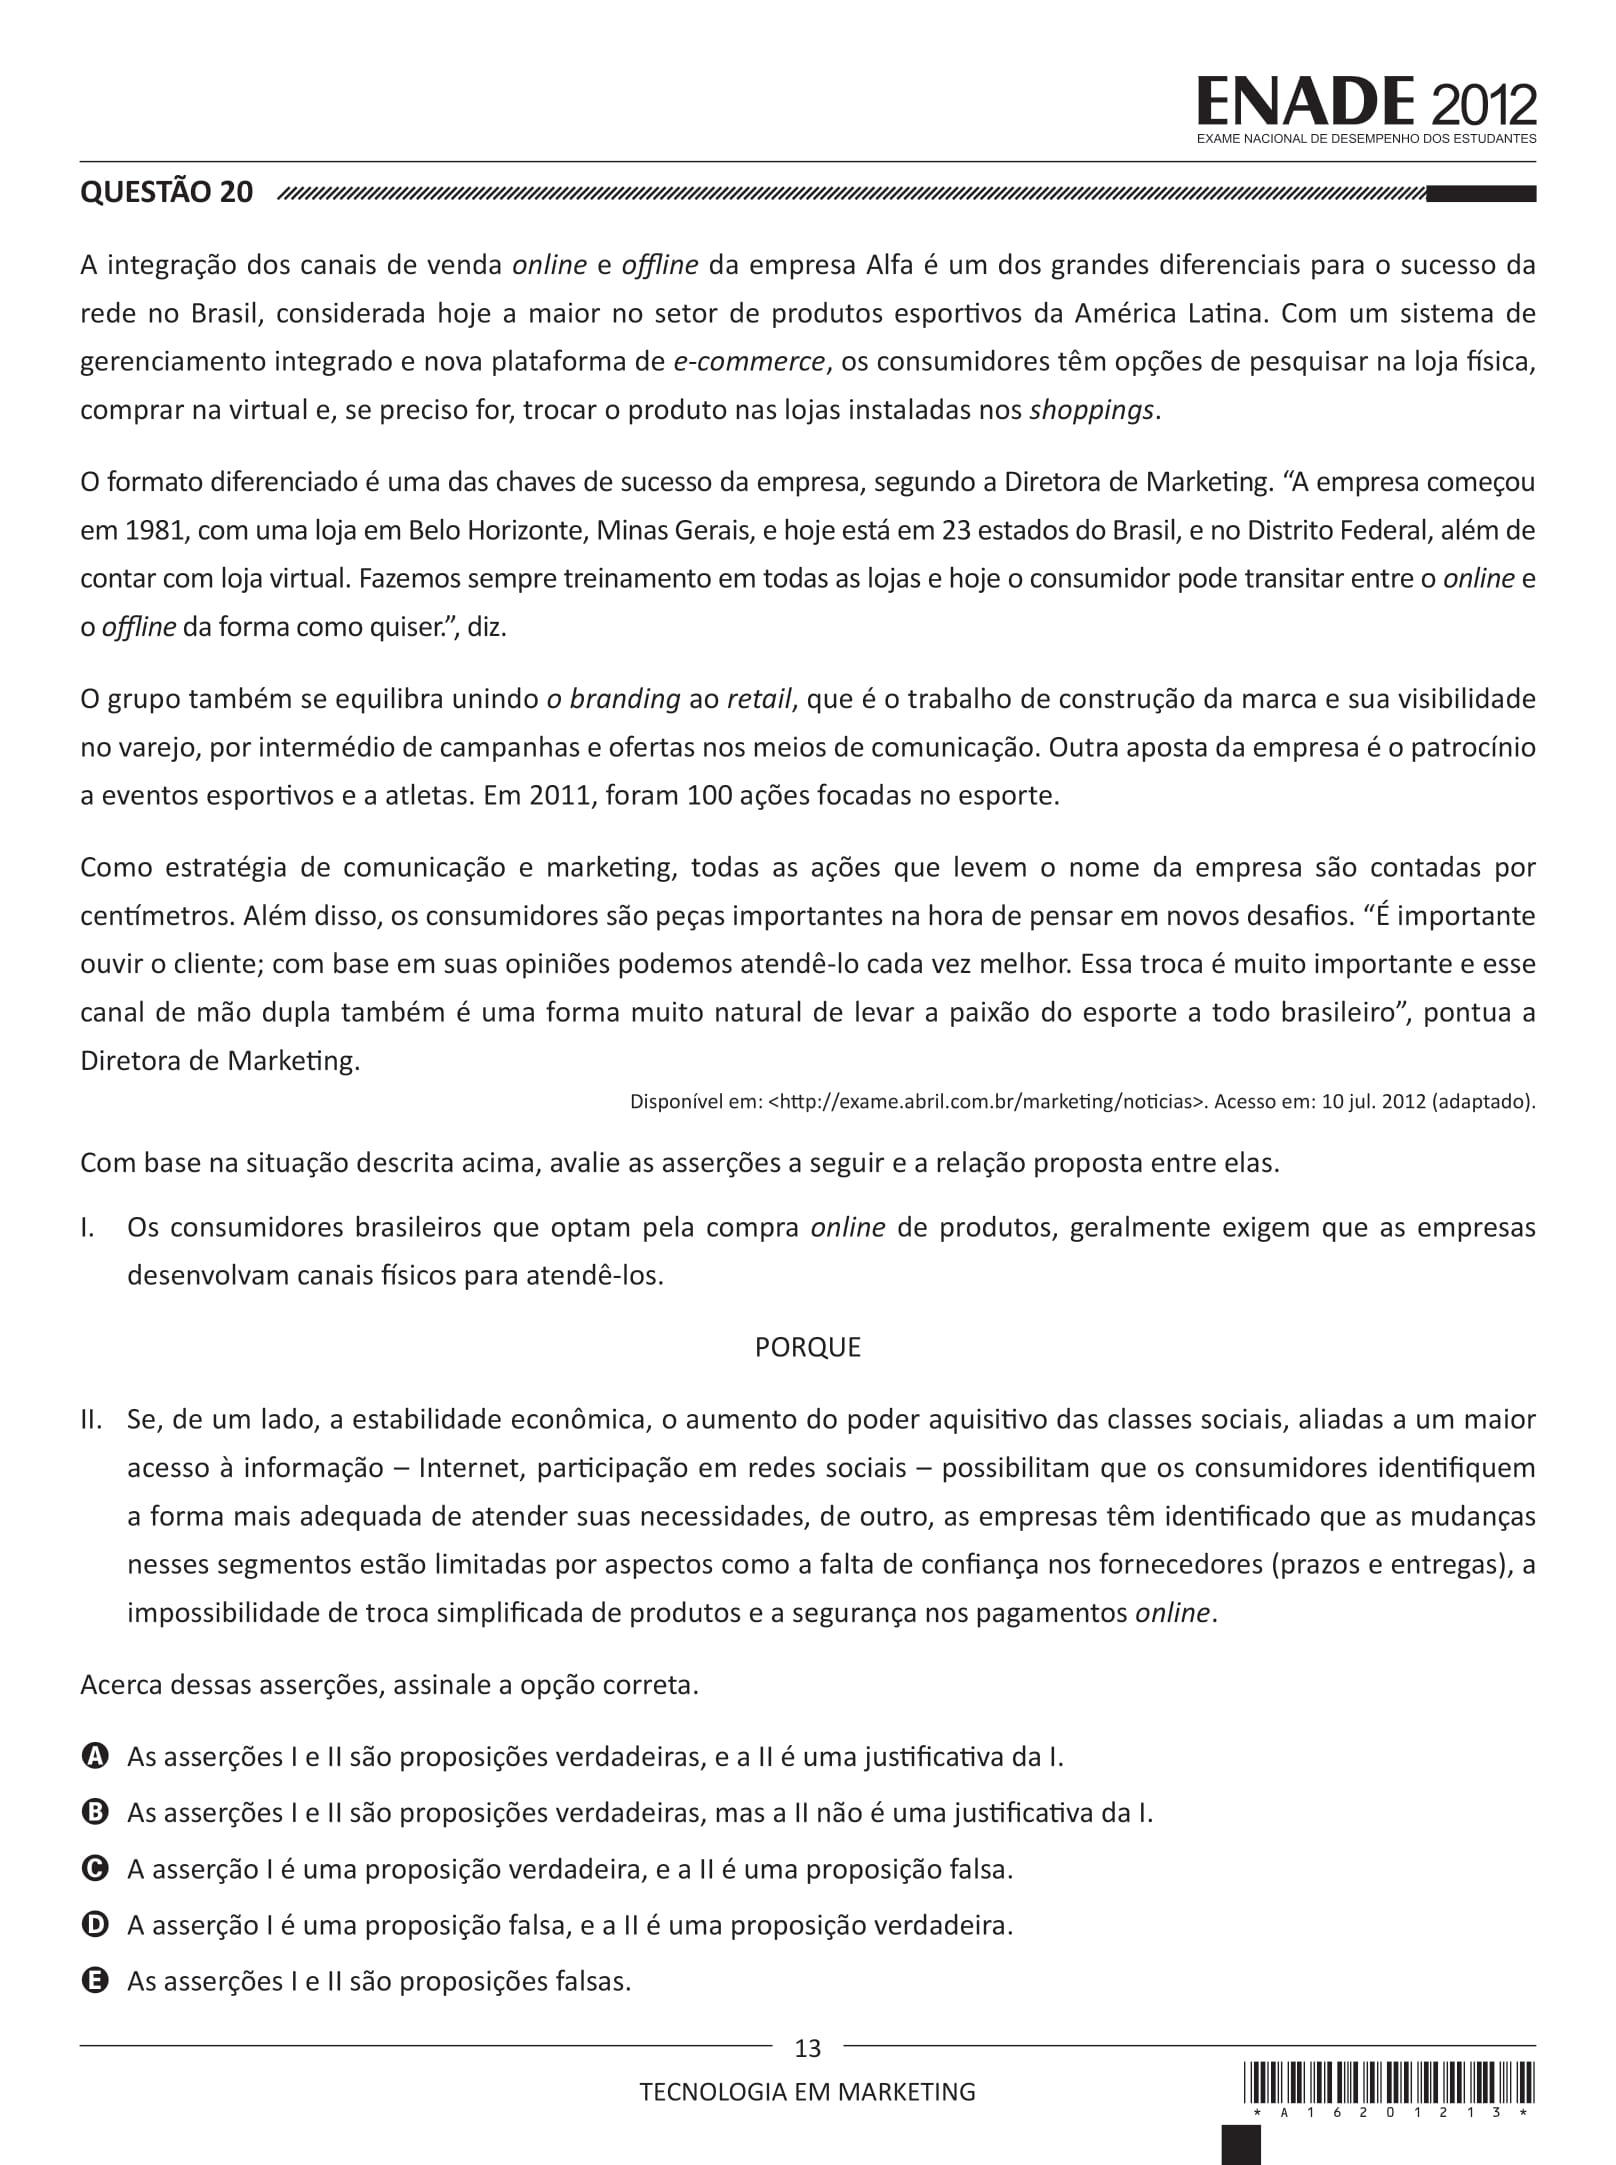 ENADE 2012
EXAME NACIONAL DE DESEMPENHO DOS ESTUDANTES
QUESTÃO 20
A integração dos canais de venda online e offline da empresa Alfa é um dos grandes diferenciais para o sucesso da
rede no Brasil, considerada hoje a maior no setor de produtos esportivos da América Latina. Com um sistema de
gerenciamento integrado e nova plataforma de e-commerce, os consumidores têm opções de pesquisar na loja física,
comprar na virtual e, se preciso for, trocar o produto nas lojas instaladas nos shoppings.
O formato diferenciado é uma das chaves de sucesso da empresa, segundo a Diretora de Marketing. “A empresa começou
em 1981, com uma loja em Belo Horizonte, Minas Gerais, e hoje está em 23 estados do Brasil, e no Distrito Federal, além de
contar com loja virtual. Fazemos sempre treinamento em todas as lojas e hoje o consumidor pode transitar entre o online e
o offline da forma como quiser.”, diz.
O grupo também se equilibra unindo o branding ao retail, que é o trabalho de construção da marca e sua visibilidade
no varejo, por intermédio de campanhas e ofertas nos meios de comunicação. Outra aposta da empresa é o patrocínio
a eventos esportivos e a atletas. Em 2011, foram 100 ações focadas no esporte.
Como estratégia de comunicação e marketing, todas as ações que levem o nome da empresa são contadas por
centímetros. Além disso, os consumidores são peças importantes na hora de pensar em novos desafios. “É importante
ouvir o cliente; com base em suas opiniões podemos atendê-lo cada vez melhor. Essa troca é muito importante e esse
canal de mão dupla também é uma forma muito natural de levar a paixão do esporte a todo brasileiro”, pontua a
Diretora de Marketing.
Disponível em: <http://exame.abril.com.br/marketing/noticias>. Acesso em: 10 jul. 2012 (adaptado).
Com base na situação descrita acima, avalie as asserções a seguir e a relação proposta entre elas.
I. Os consumidores brasileiros que optam pela compra online de produtos, geralmente exigem que as empresas
desenvolvam canais físicos para atendê-los.
PORQUE
II. Se, de um lado, a estabilidade econômica, o aumento do poder aquisitivo das classes sociais, aliadas a um maior
acesso à informação – Internet, participação em redes sociais – possibilitam que os consumidores identifiquem
a forma mais adequada de atender suas necessidades, de outro, as empresas têm identificado que as mudanças
nesses segmentos estão limitadas por aspectos como a falta de confiança nos fornecedores (prazos e entregas), a
impossibilidade de troca simplificada de produtos e a segurança nos pagamentos online.
Acerca dessas asserções, assinale a opção correta.
A As asserções I e II são proposições verdadeiras, e a II é uma justificativa da I.
B As asserções I e II são proposições verdadeiras, mas a II não é uma justificativa da I.
C A asserção I é uma proposição verdadeira, e a II é uma proposição falsa.
D A asserção I é uma proposição falsa, e a II é uma proposição verdadeira.
E As asserções I e II são proposições falsas.
13
TECNOLOGIA EM MARKETING
* A 1 6 2 0 1 2 1 3 *